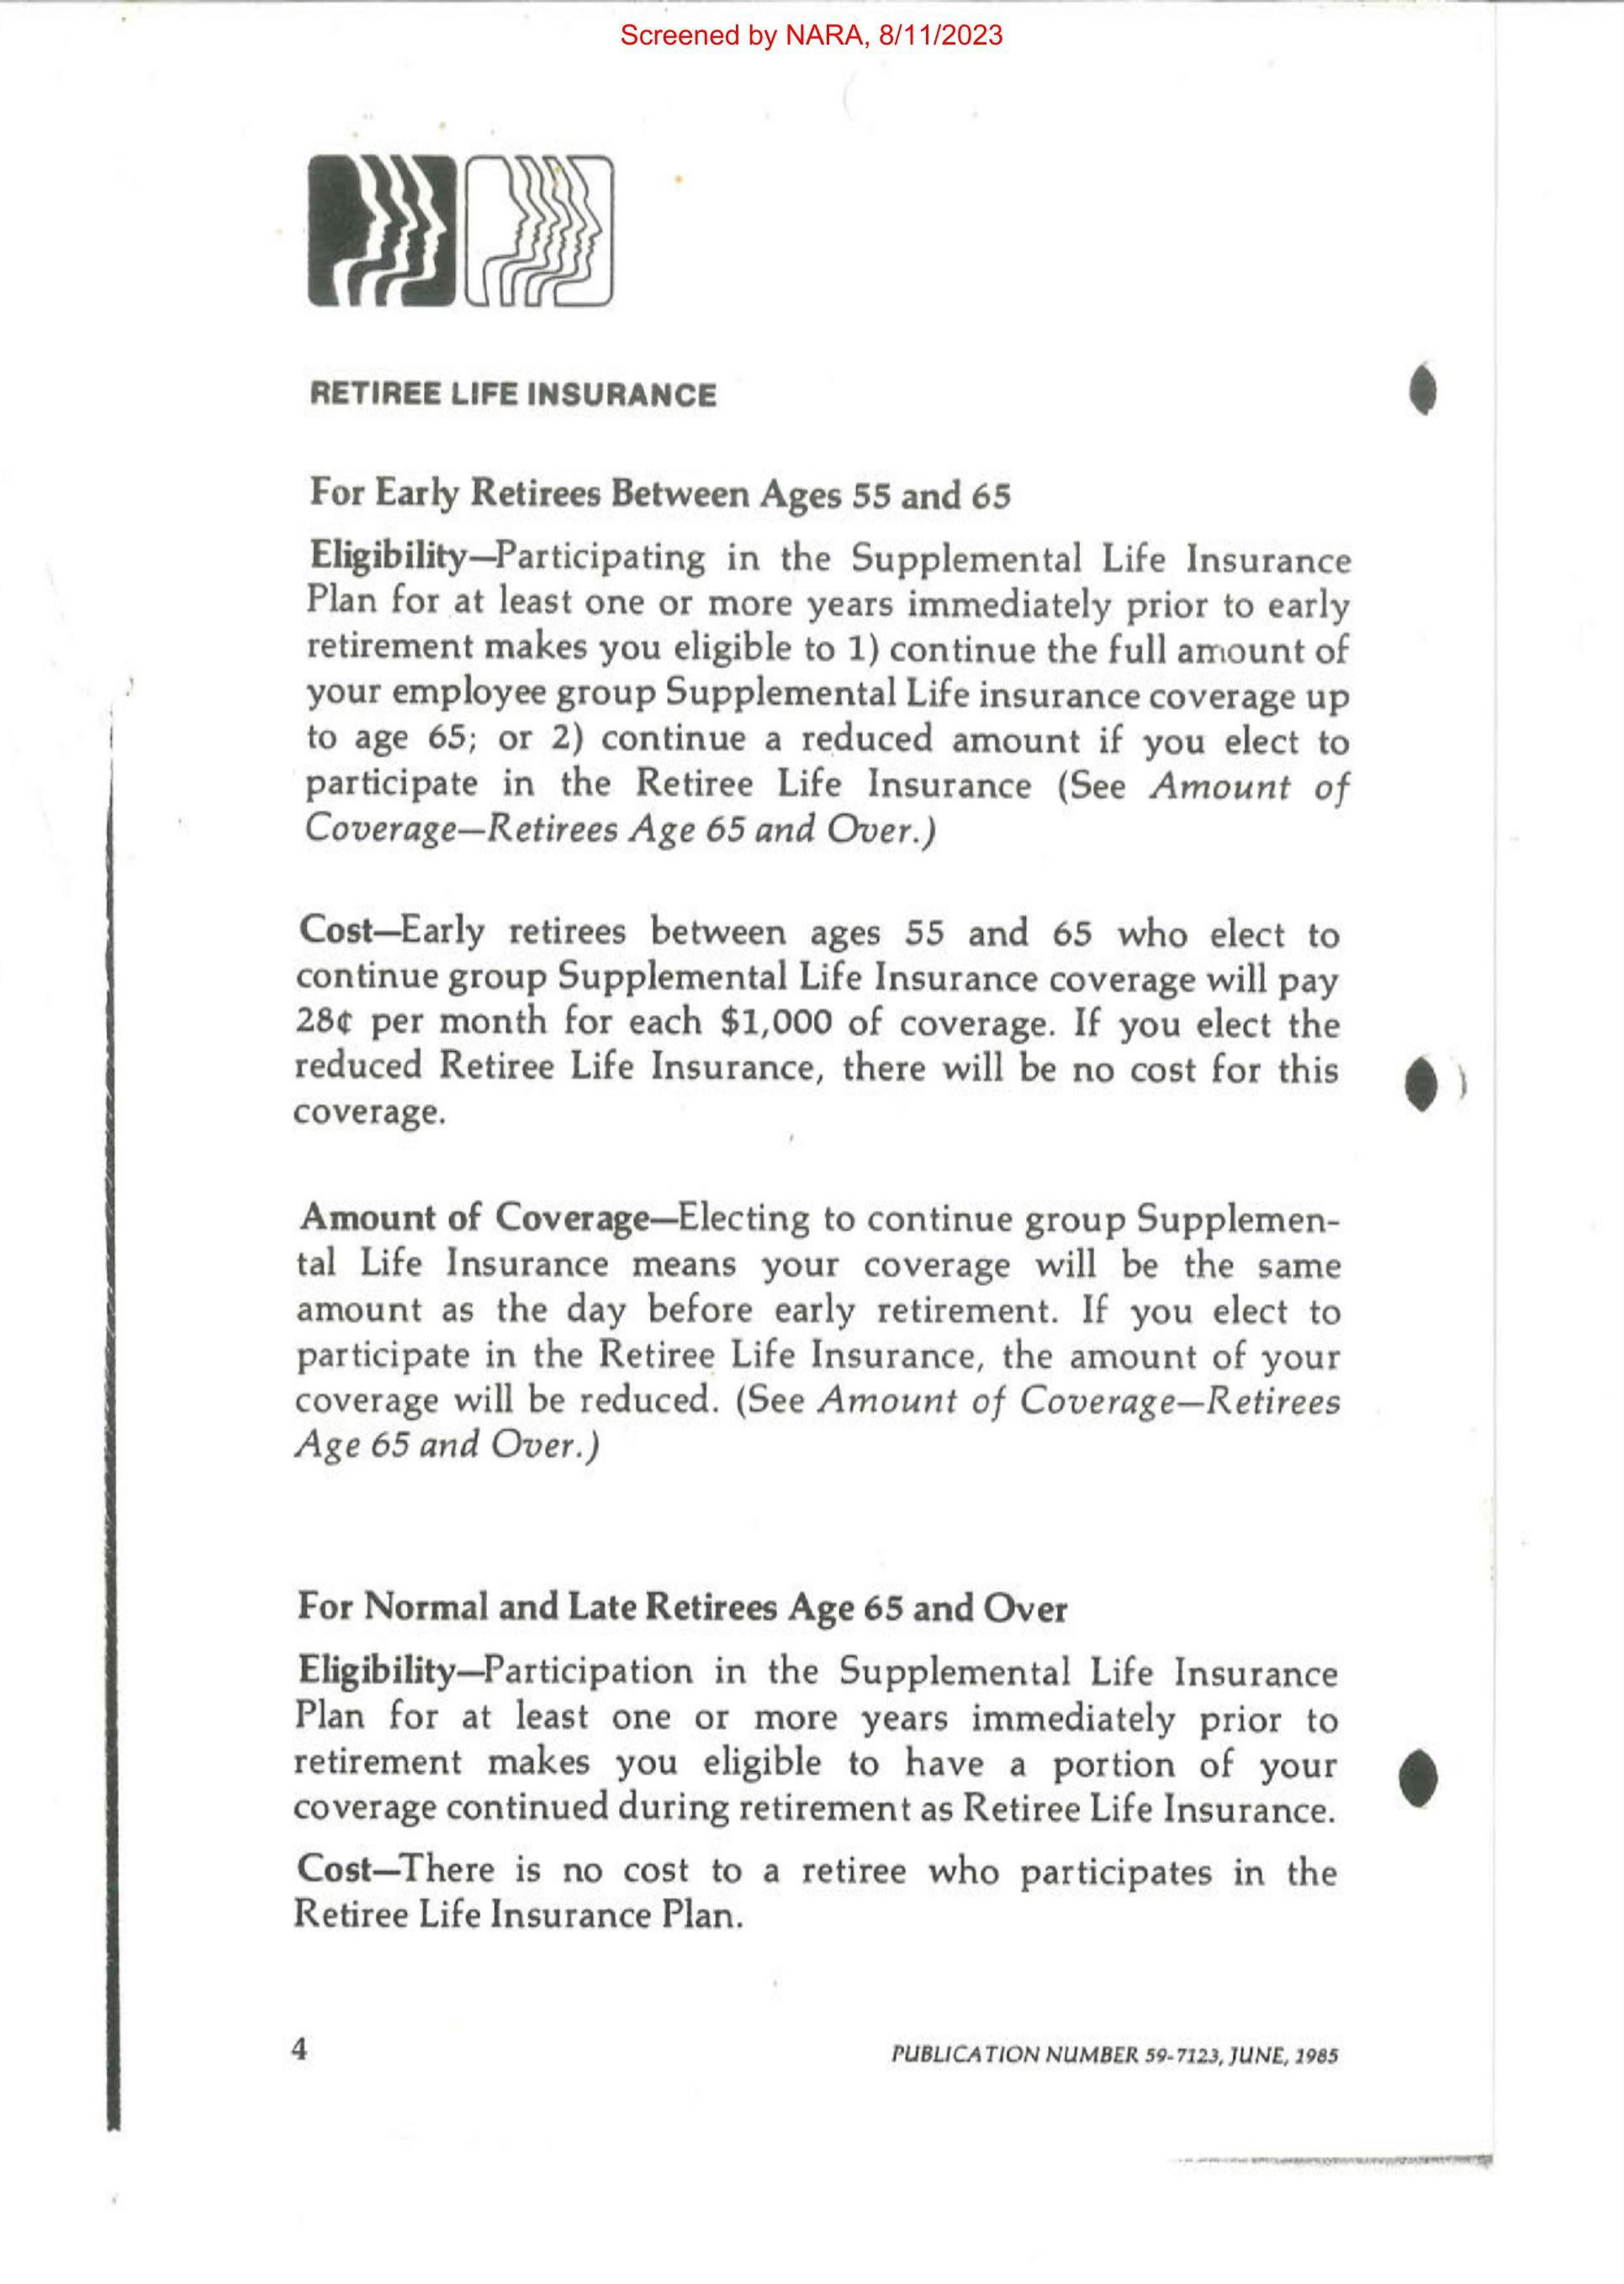 Screened by NARA, 8/11/2023
RETIREE LIFE INSURANCE
For Early Retirees Between Ages 55 and 65
Eligibility—Participating in the Supplemental Life Insurance
Plan for at least one or more years immediately prior to early
retirement makes you eligible to 1) continue the full amount of
your employee group Supplemental Life insurance coverage up
to age 65; or 2) continue a reduced amount if you elect to
participate in the Retiree Life Insurance (See Amount of
Coverage—Retirees Age 65 and Over.)
Cost—Early retirees between ages 55 and 65 who elect to
continue group Supplemental Life Insurance coverage will pay
28¢ per month for each $1,000 of coverage. If you elect the
reduced Retiree Life Insurance, there will be no cost for this
coverage.
Amount of Coverage—Electing to continue group Supplemen-
tal Life Insurance means your coverage will be the same
amount as the day before early retirement. If you elect to
participate in the Retiree Life Insurance, the amount of your
coverage will be reduced. (See Amount of Coverage—Retirees
Age 65 and Over.)
For Normal and Late Retirees Age 65 and Over
Eligibility—Participation in the Supplemental Life Insurance
Plan for at least one or more years immediately prior to
retirement makes you eligible to have a portion of your
coverage continued during retirement as Retiree Life Insurance.
Cost—There is no cost to a retiree who participates in the
Retiree Life Insurance Plan.
4
PUBLICATION NUMBER 59-7123, JUNE, 1985